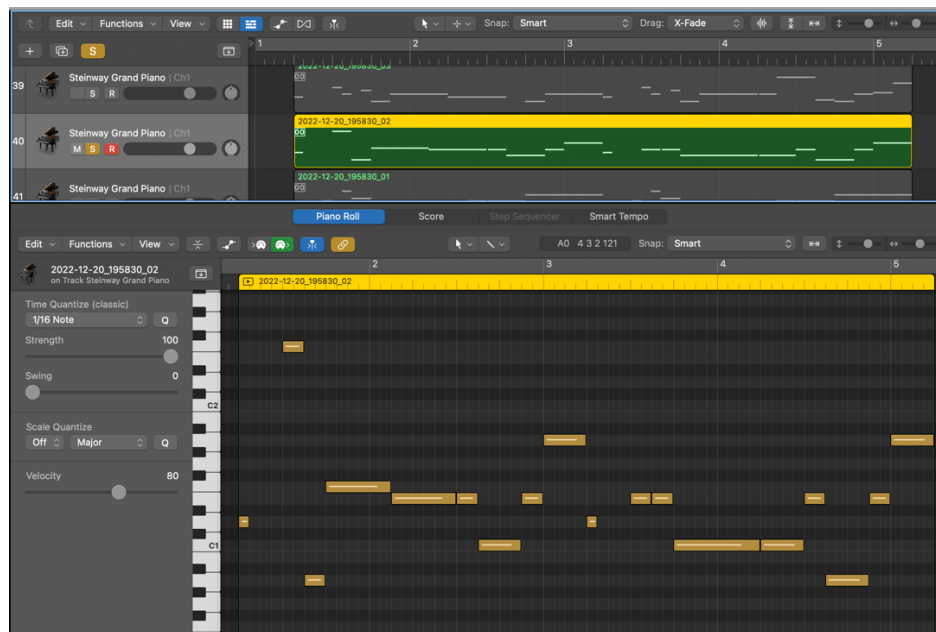 Edit Functions View Snap: Smart Drag: X-Fade
S 1 2 3 4 5
39 Steinway Grand Piano | Ch1
S R
2022-12-20_195830_03
40 Steinway Grand Piano | Ch1
M S R
2022-12-20_195830_02
41 Steinway Grand Piano | Ch1
2022-12-20_195830_01
Piano Roll Score Step Sequencer Smart Tempo
Edit Functions View A0 4 3 2 121 Snap: Smart
2022-12-20_195830_02
on Track Steinway Grand Piano
2 3 4 5
2022-12-20_195830_02
Time Quantize (classic)
1/16 Note Q
Strength 100
Swing 0
C2
Scale Quantize
Off Major Q
Velocity 80
C1